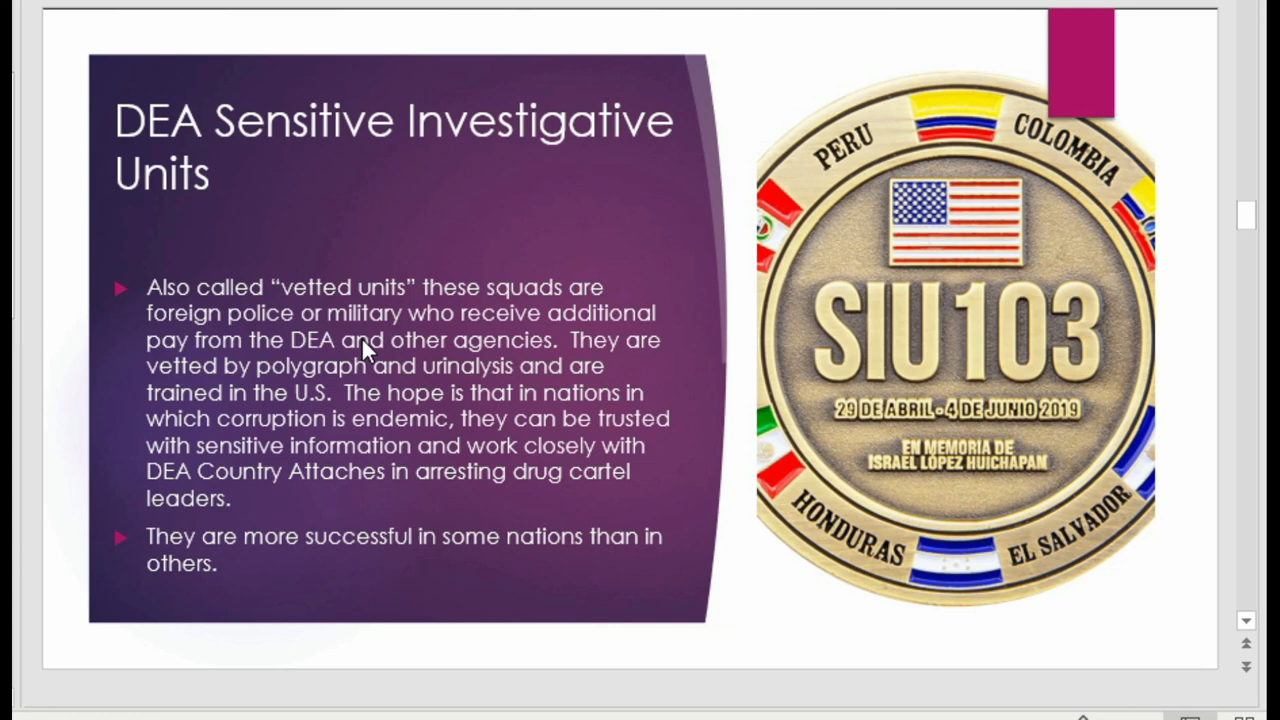 DEA Sensitive Investigative
Units
Also called “vetted units” these squads are
foreign police or military who receive additional
pay from the DEA and other agencies.  They are
vetted by polygraph and urinalysis and are
trained in the U.S.  The hope is that in nations in
which corruption is endemic, they can be trusted
with sensitive information and work closely with
DEA Country Attaches in arresting drug cartel
leaders.
They are more successful in some nations than in
others.
PERU
COLOMBIA
SIU103
29 DE ABRIL - 4 DE JUNIO 2019
EN MEMORIA DE
ISRAEL LOPEZ HUICHAPAN
HONDURAS
EL SALVADOR